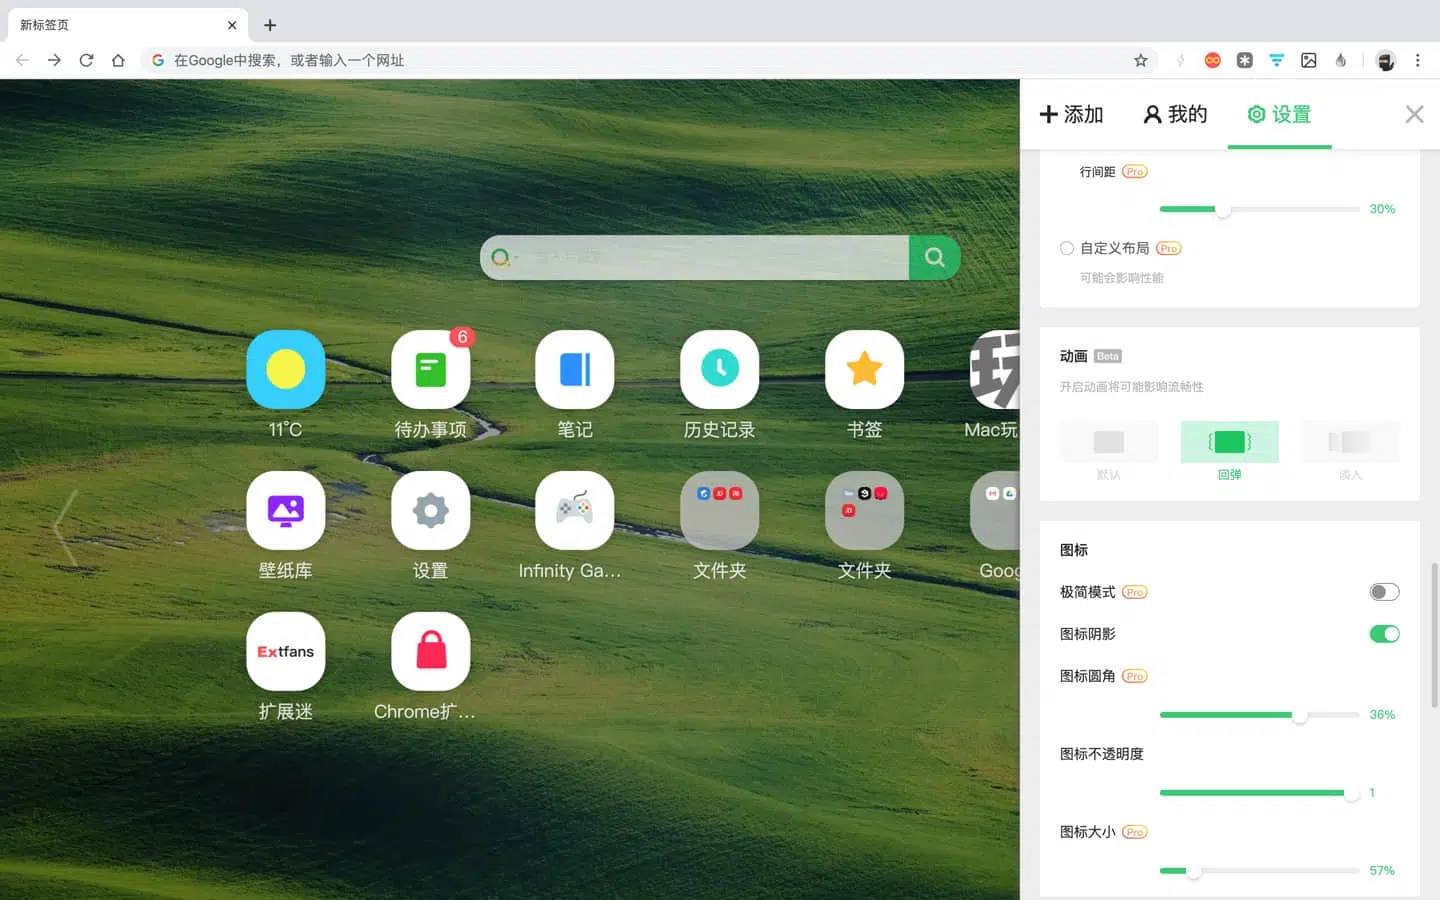 新标签页
在Google中搜索，或者输入一个网址
添加
我的
设置
行间距 Pro
30%
自定义布局 Pro
可能会影响性能
动画 Beta
开启动画将可能影响流畅性
默认
回弹
淡入
图标
极简模式 Pro
图标阴影
图标圆角 Pro
36%
图标不透明度
1
图标大小 Pro
57%
6
玩
11°C
待办事项
笔记
历史记录
书签
Mac玩
壁纸库
设置
Infinity Ga...
文件夹
文件夹
Goog
Extfans
扩展迷
Chrome扩...